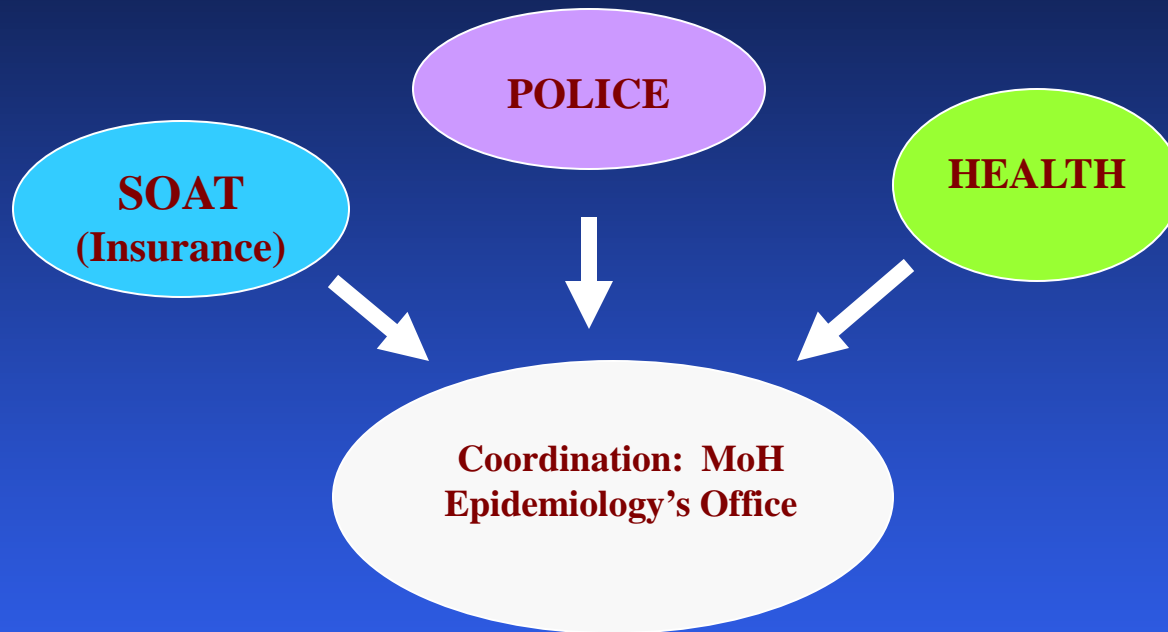 POLICE
SOAT
(Insurance)
HEALTH
Coordination: MoH
Epidemiology’s Office